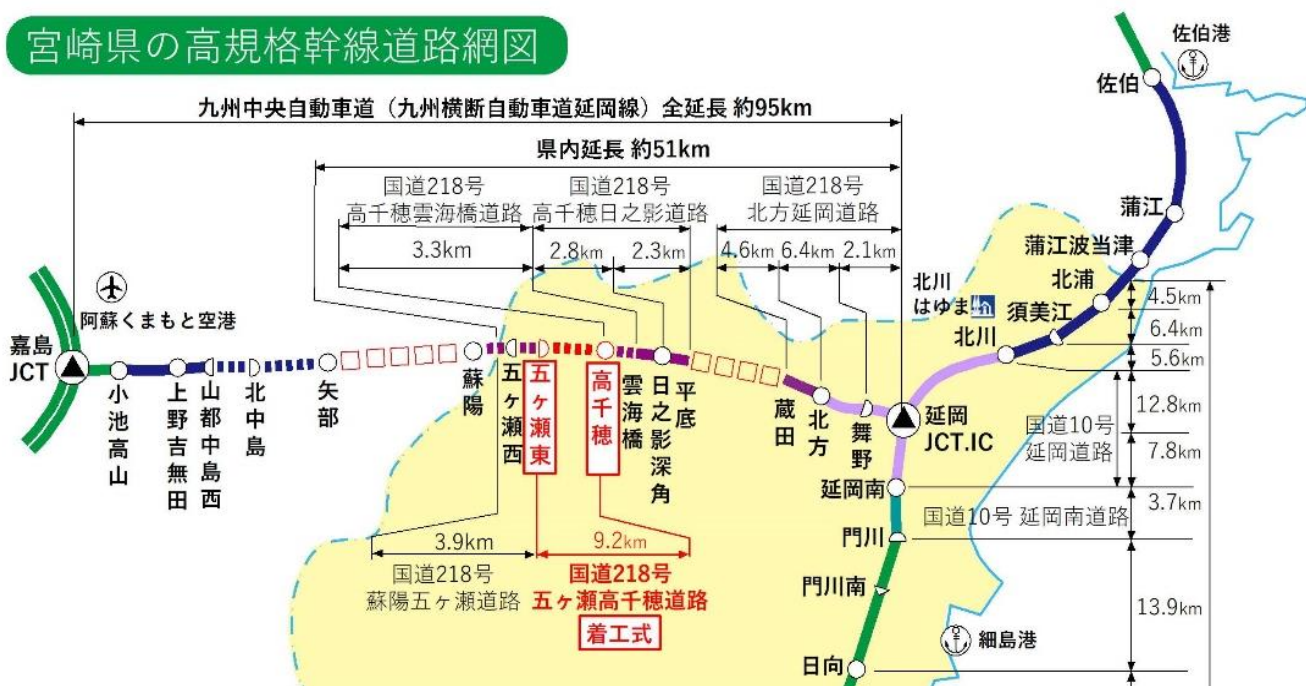 宮崎県の高規格幹線道路網図
佐伯港
佐伯
九州中央自動車道（九州横断自動車道延岡線）全延長 約95km
県内延長 約51km
国道218号
高千穂雲海橋道路
国道218号
高千穂日之影道路
国道218号
北方延岡道路
3.3km
2.8km
2.3km
4.6km
6.4km
2.1km
蒲江
蒲江波当津
北浦
須美江
北川
はゆま
北川
4.5km
6.4km
5.6km
阿蘇くまもと空港
嘉島
JCT
小池高山
上野吉無田
山都中島西
北中島
矢部
蘇陽
五ヶ瀬西
五ヶ瀬東
高千穂
雲海橋
日之影深角
平底
蔵田
北方
舞野
延岡
JCT.IC
国道10号
延岡道路
12.8km
7.8km
延岡南
国道10号 延岡南道路
3.7km
門川
門川南
13.9km
細島港
日向
3.9km
国道218号
蘇陽五ヶ瀬道路
9.2km
国道218号
五ヶ瀬高千穂道路
着工式